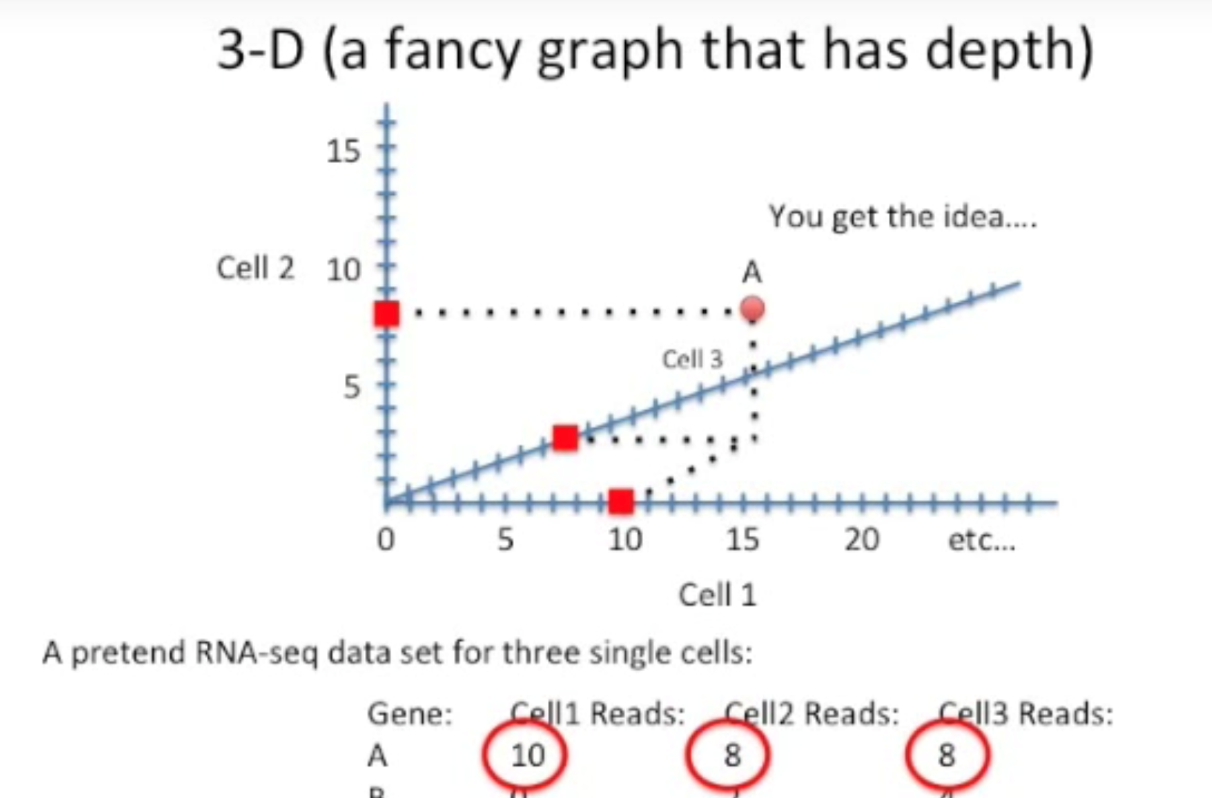 3-D (a fancy graph that has depth)
15
You get the idea....
Cell 2 10
A
Cell 3
5
0 5 10 15 20 etc...
Cell 1
A pretend RNA-seq data set for three single cells:
Gene: Cell1 Reads: Cell2 Reads: Cell3 Reads:
A 10 8 8